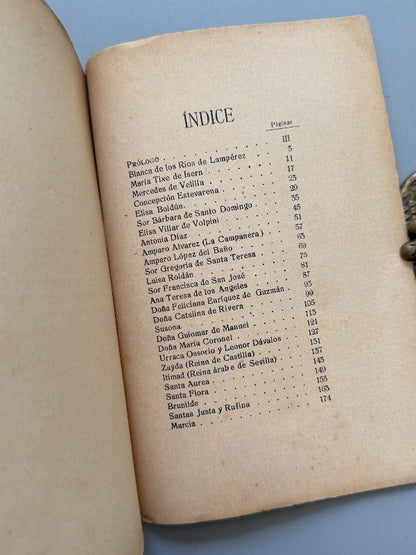 ÍNDICE
Páginas
PRÓLOGO III
Blanca de los Ríos de Lampérez 5
María Tixe de Isern 11
Mercedes de Velilla 17
Concepción Estevarena 23
Elisa Boldún 29
Sor Bárbara de Santo Domingo 35
Elisa Villar de Volpini 45
Antonia Díaz 51
Amparo Alvarez (La Campanera) 57
Amparo López del Baño 65
Sor Gregoria de Santa Teresa 69
Luisa Roldán 75
Sor Francisca de San José 81
Ana Teresa de los Angeles 87
Doña Feliciana Enríquez de Guzmán 95
Doña Catalina de Rivera 99
Susona 105
Doña Guiomar de Manuel 115
Doña María Coronel 121
Urraca Ossorio y Leonor Dávalos 127
Zayda (Reina de Castilla) 131
Itimad (Reina árabe de Sevilla) 137
Santa Aurea 145
Santa Flora 149
Brunilde 155
Santas Justa y Rufina 165
Marcia 174